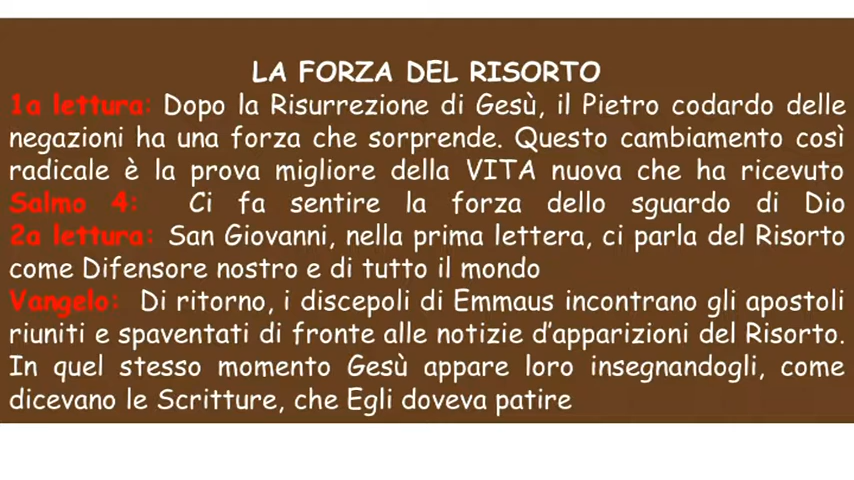 LA FORZA DEL RISORTO
1a lettura: Dopo la Risurrezione di Gesù, il Pietro codardo delle
negazioni ha una forza che sorprende. Questo cambiamento così
radicale è la prova migliore della VITA nuova che ha ricevuto
Salmo 4: Ci fa sentire la forza dello sguardo di Dio
2a lettura: San Giovanni, nella prima lettera, ci parla del Risorto
come Difensore nostro e di tutto il mondo
Vangelo: Di ritorno, i discepoli di Emmaus incontrano gli apostoli
riuniti e spaventati di fronte alle notizie d'apparizioni del Risorto.
In quel stesso momento Gesù appare loro insegnandogli, come
dicevano le Scritture, che Egli doveva patire